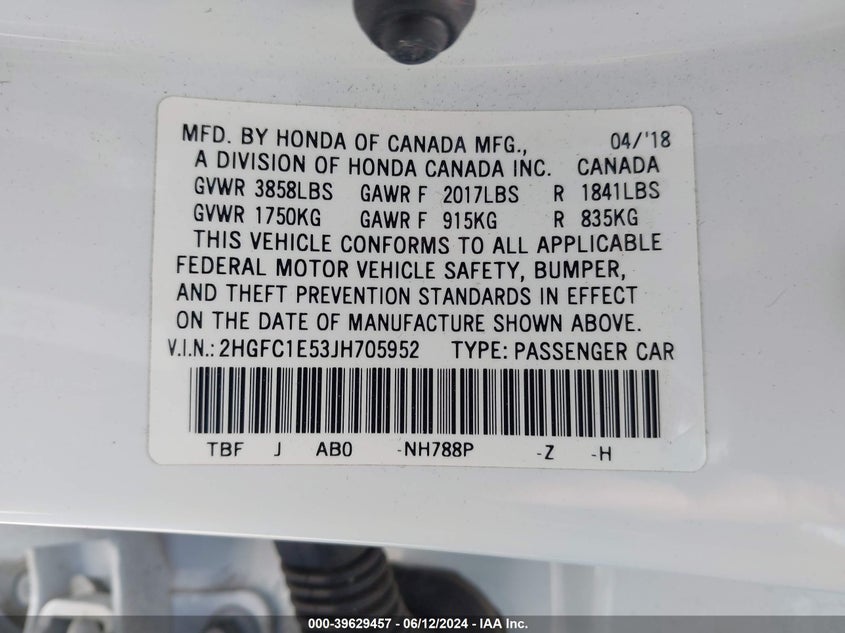 MFD. BY HONDA OF CANADA MFG., 04/'18
A DIVISION OF HONDA CANADA INC. CANADA
GVWR 3858LBS GAWR F 2017LBS R 1841LBS
GVWR 1750KG GAWR F 915KG R 835KG
THIS VEHICLE CONFORMS TO ALL APPLICABLE
FEDERAL MOTOR VEHICLE SAFETY, BUMPER,
AND THEFT PREVENTION STANDARDS IN EFFECT
ON THE DATE OF MANUFACTURE SHOWN ABOVE.
V.I.N.: 2HGFC1E53JH705952 TYPE: PASSENGER CAR
TBF J AB0 -NH788P -Z -H
000-39629457 - 06/12/2024 - IAA Inc.